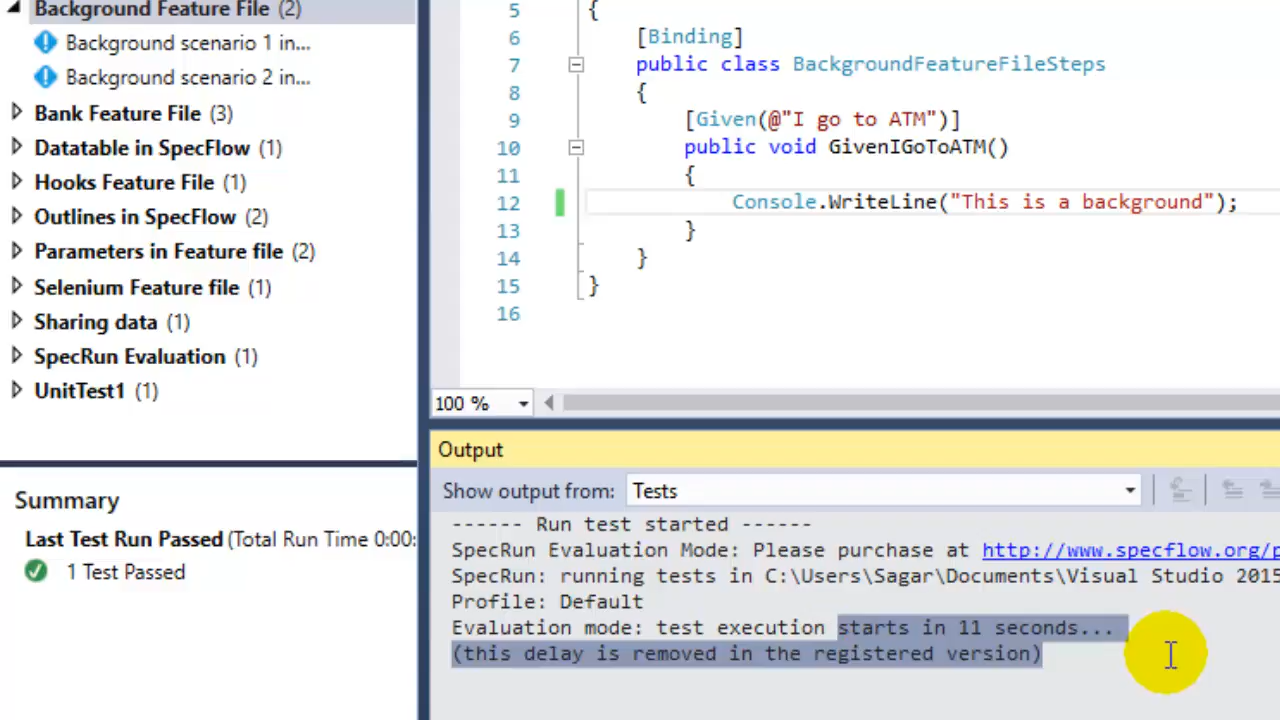 Background Feature File (2)
Background scenario 1 in...
Background scenario 2 in...
Bank Feature File (3)
Datatable in SpecFlow (1)
Hooks Feature File (1)
Outlines in SpecFlow (2)
Parameters in Feature file (2)
Selenium Feature file (1)
Sharing data (1)
SpecRun Evaluation (1)
UnitTest1 (1)
Summary
Last Test Run Passed (Total Run Time 0:00:
1 Test Passed
5 {
6 [Binding]
7 public class BackgroundFeatureFileSteps
8 {
9 [Given(@"I go to ATM")]
10 public void GivenIGoToATM()
11 {
12 Console.WriteLine("This is a background");
13 }
14 }
15 }
16
100 %
Output
Show output from: Tests
------ Run test started ------
SpecRun Evaluation Mode: Please purchase at http://www.specflow.org/p
SpecRun: running tests in C:\Users\Sagar\Documents\Visual Studio 2015
Profile: Default
Evaluation mode: test execution starts in 11 seconds...
(this delay is removed in the registered version)